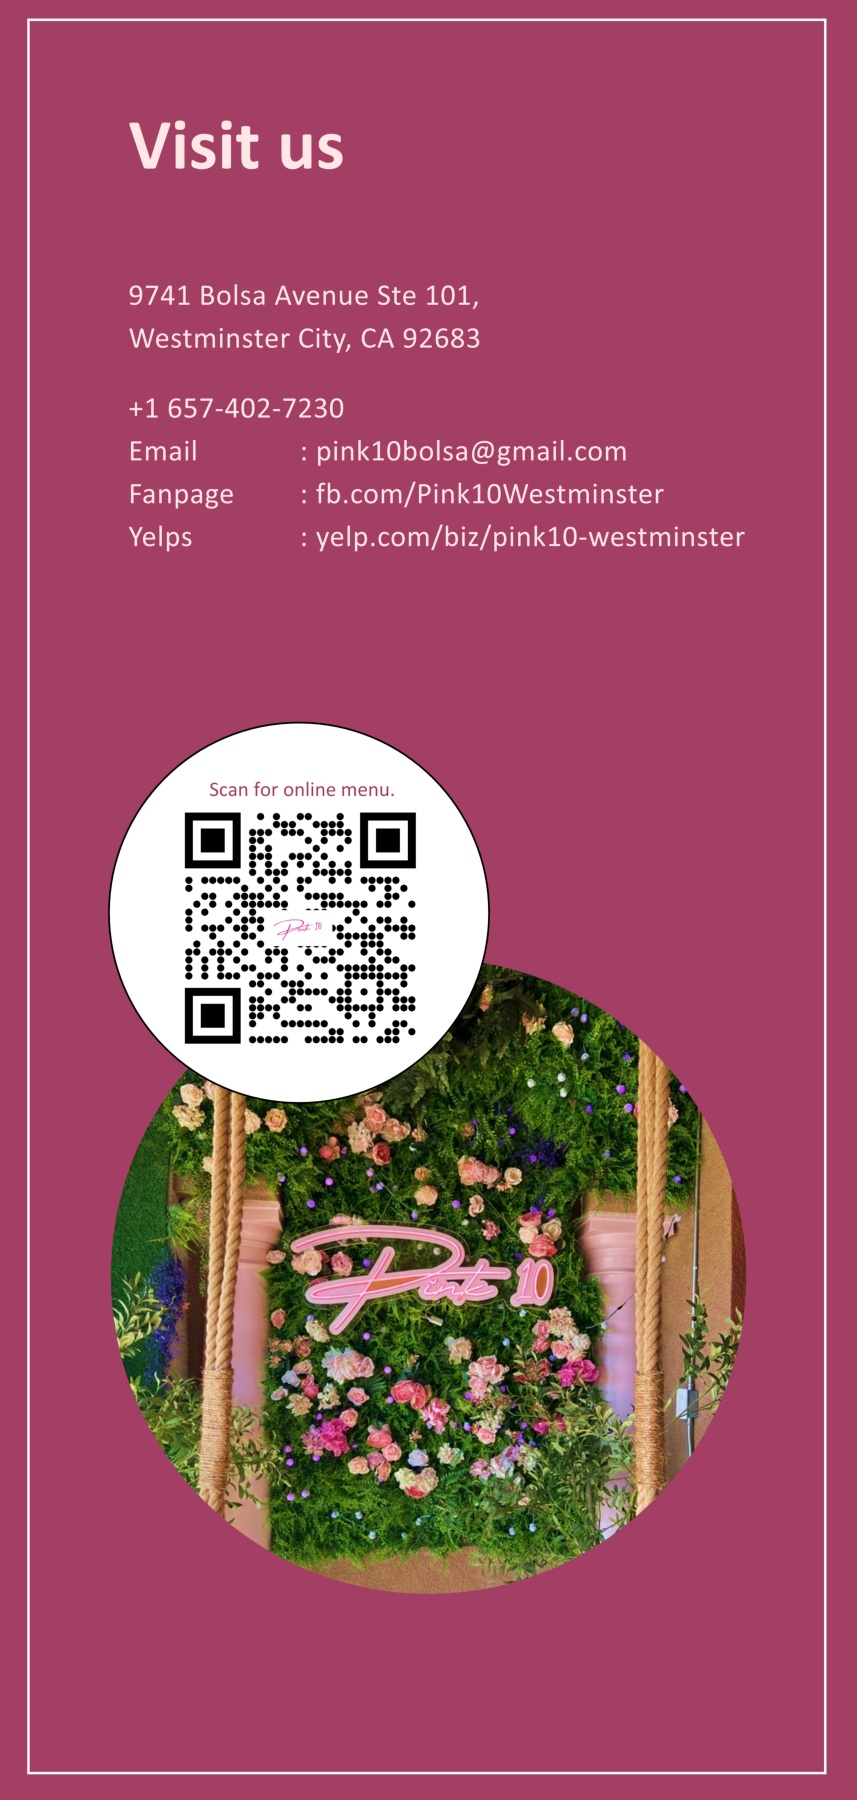 Visit us
9741 Bolsa Avenue Ste 101,
Westminster City, CA 92683
+1 657-402-7230
Email : pink10bolsa@gmail.com
Fanpage : fb.com/Pink10Westminster
Yelps : yelp.com/biz/pink10-westminster
Scan for online menu.
Pink 10
Pink 10